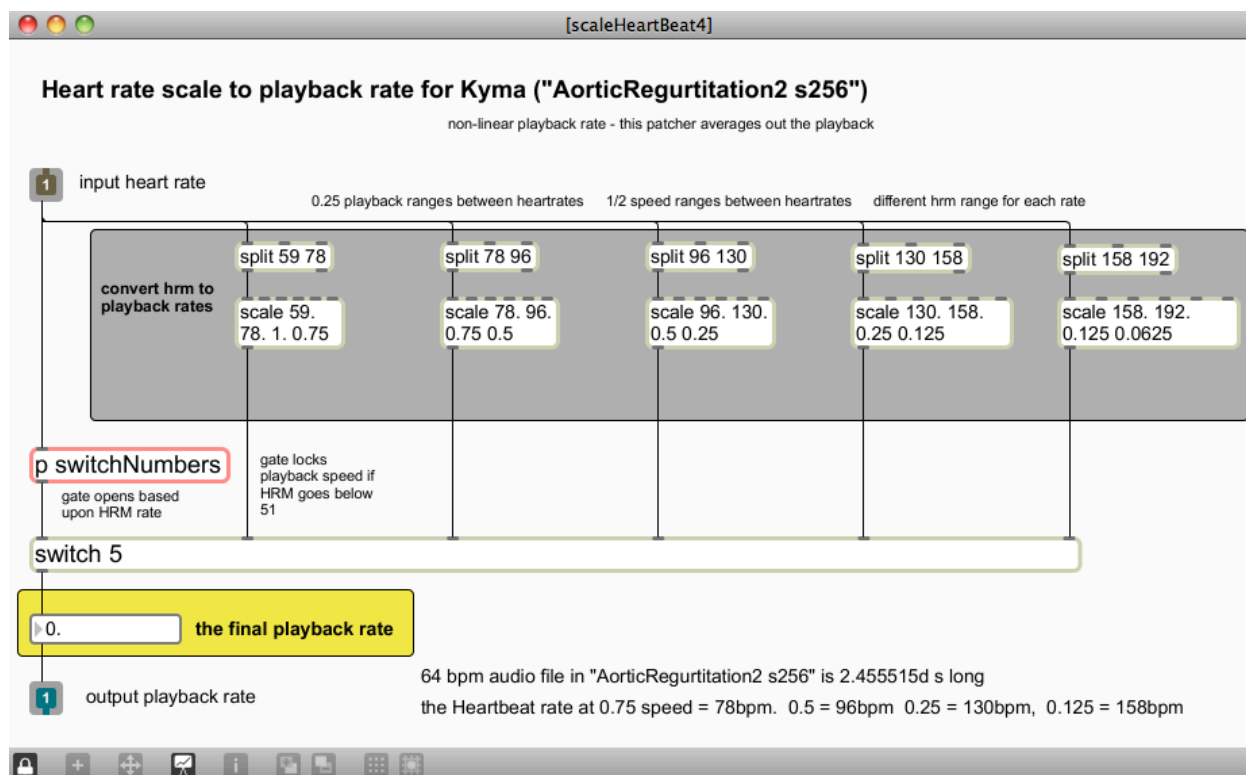 [scaleHeartBeat4]
Heart rate scale to playback rate for Kyma ("AorticRegurtitation2 s256")
non-linear playback rate - this patcher averages out the playback
1
input heart rate
0.25 playback ranges between heartrates
1/2 speed ranges between heartrates
different hrm range for each rate
convert hrm to
playback rates
split 59 78
split 78 96
split 96 130
split 130 158
split 158 192
scale 59.
78. 1. 0.75
scale 78. 96.
0.75 0.5
scale 96. 130.
0.5 0.25
scale 130. 158.
0.25 0.125
scale 158. 192.
0.125 0.0625
p switchNumbers
gate opens based
upon HRM rate
gate locks
playback speed if
HRM goes below
51
switch 5
0.
the final playback rate
1
output playback rate
64 bpm audio file in "AorticRegurtitation2 s256" is 2.455515d s long
the Heartbeat rate at 0.75 speed = 78bpm.  0.5 = 96bpm  0.25 = 130bpm,  0.125 = 158bpm